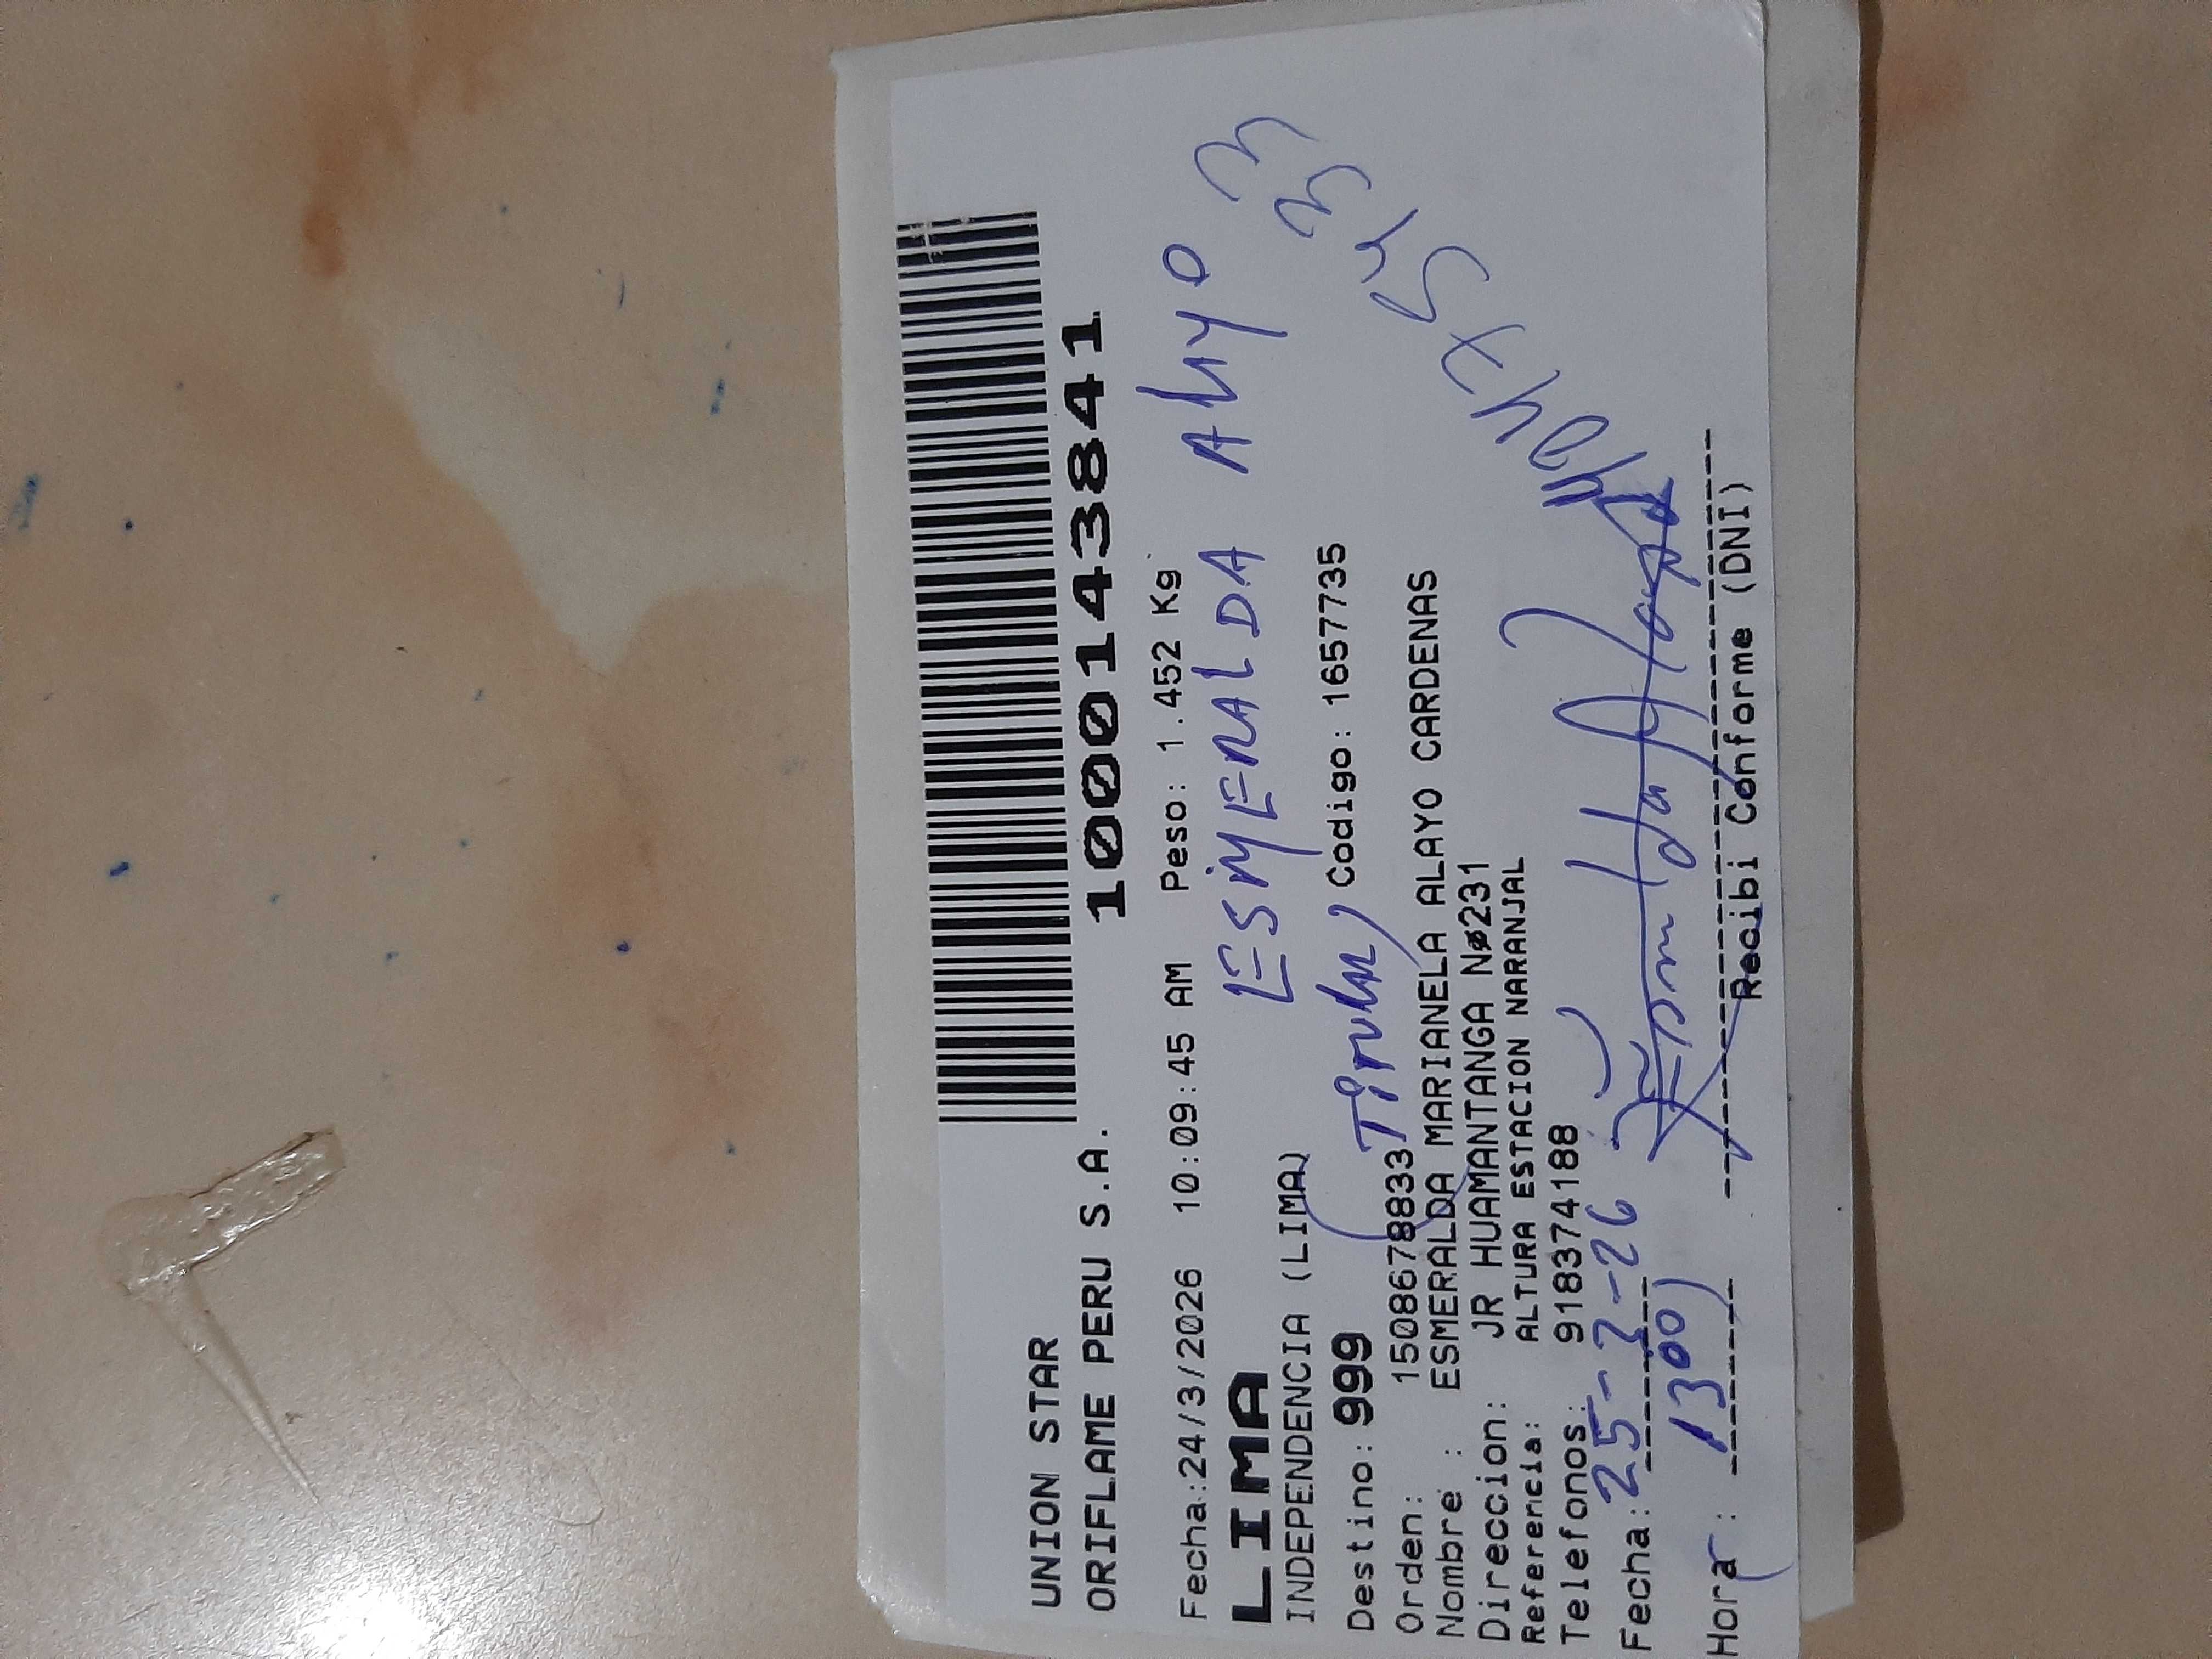 UNION STAR
ORIFLAME PERU S.A.
10001438841
Fecha:24/3/2026 10:09:45 AM Peso: 1.452 Kg
LIMA
ESMERALDA ALAYO
INDEPENDENCIA (LIMA)
Destino: 999 Codigo: 1657735
Orden: 1508678833
Nombre : ESMERALDA MARIANELA ALAYO CARDENAS
Direccion: JR HUAMANTANGA Nø231
Referencia: ALTURA ESTACION NARANJAL
Telefonos: 918374188
Fecha: 25-3-26
Hora : 1300
Recibi Conforme (DNI)